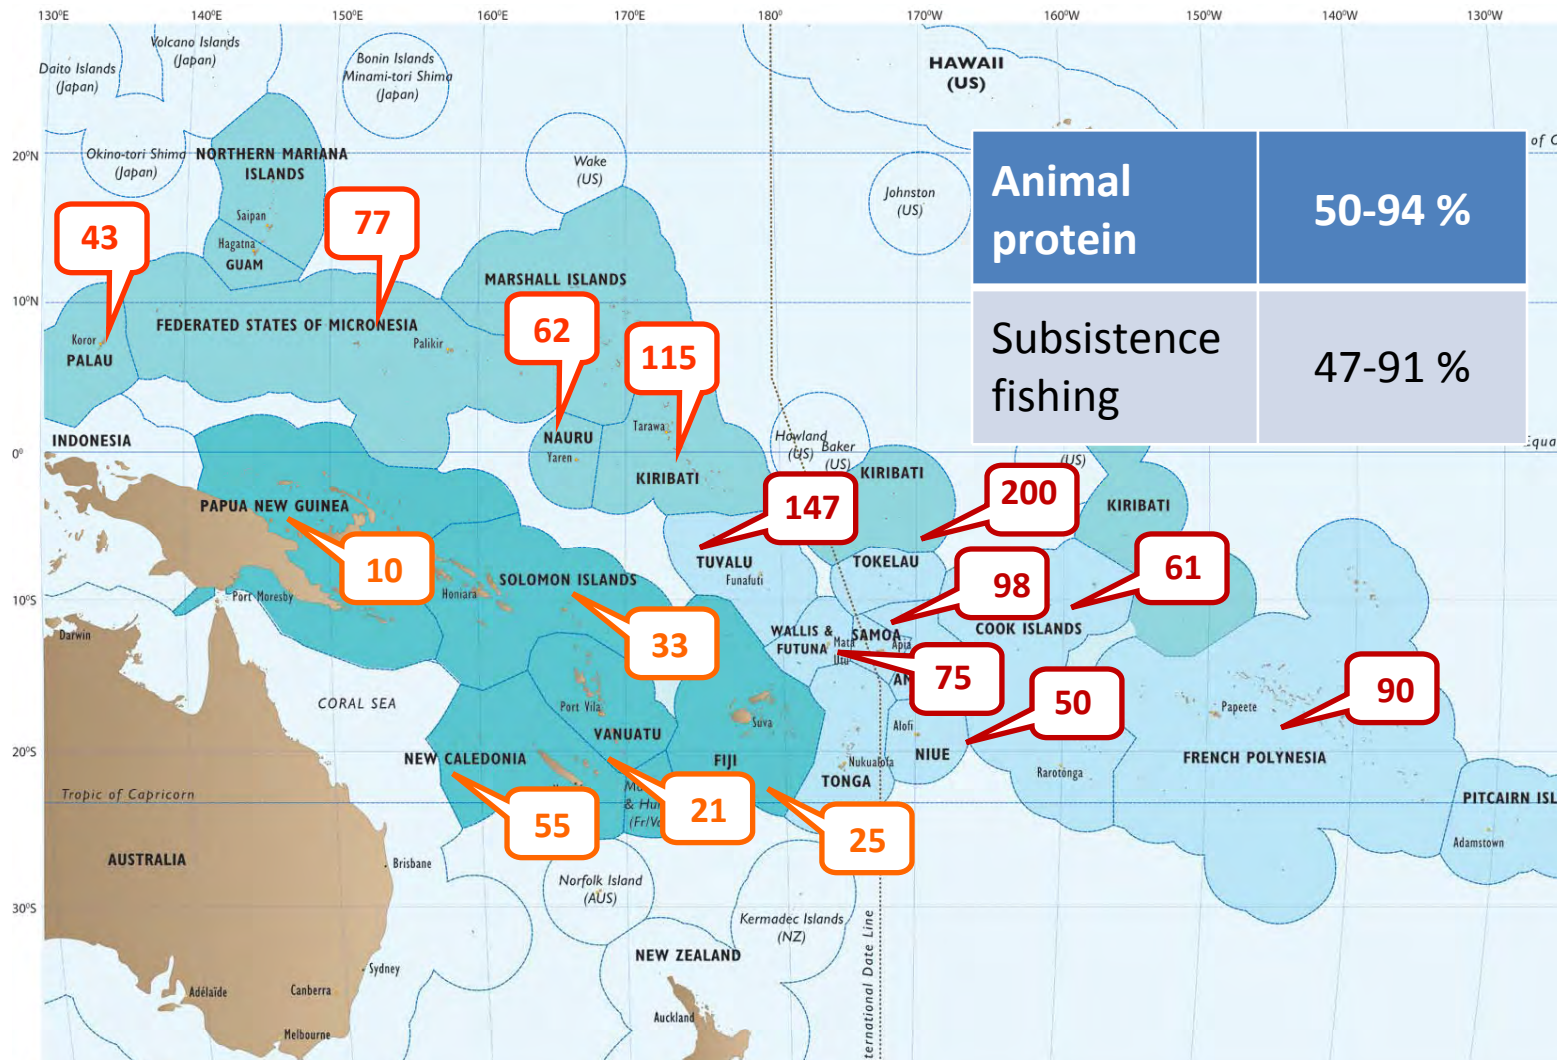 130°E 140°E 150°E 160°E 170°E 180° 170°W 160°W 150°W 140°W 130°W
Volcano Islands
(Japan)
Daito Islands
(Japan)
Bonin Islands
Minami-tori Shima
(Japan)
HAWAII
(US)
20°N
Okino-tori Shima
(Japan)
NORTHERN MARIANA
ISLANDS
Wake
(US)
Johnston
(US)
Animal
protein
50-94 %
Subsistence
fishing
47-91 %
of
Saipan
Hagatna
GUAM
43
77
MARSHALL ISLANDS
10°N
FEDERATED STATES OF MICRONESIA
Palikir
Koror
PALAU
62
115
INDONESIA
0°
NAURU
Yaren
Tarawa
KIRIBATI
Howland
(US)
Baker
(US)
(US)
KIRIBATI
KIRIBATI
147
200
PAPUA NEW GUINEA
10
Port Moresby
SOLOMON ISLANDS
Honiara
33
TUVALU
Funafuti
TOKELAU
98
61
10°S
Darwin
WALLIS &
FUTUNA
Mata
Utu
SAMOA
Apia
COOK ISLANDS
75
50
90
CORAL SEA
Port Vila
VANUATU
Suva
FIJI
Alofi
NIUE
Papeete
FRENCH POLYNESIA
20°S
NEW CALEDONIA
Nukualofa
TONGA
Rarotonga
Tropic of Capricorn
55
21
25
PITCAIRN
Adamstown
AUSTRALIA
Brisbane
Norfolk Island
(AUS)
30°S
Kermadec Islands
(NZ)
NEW ZEALAND
Date Line
Sydney
Adélaïde
Canberra
Auckland
Melbourne